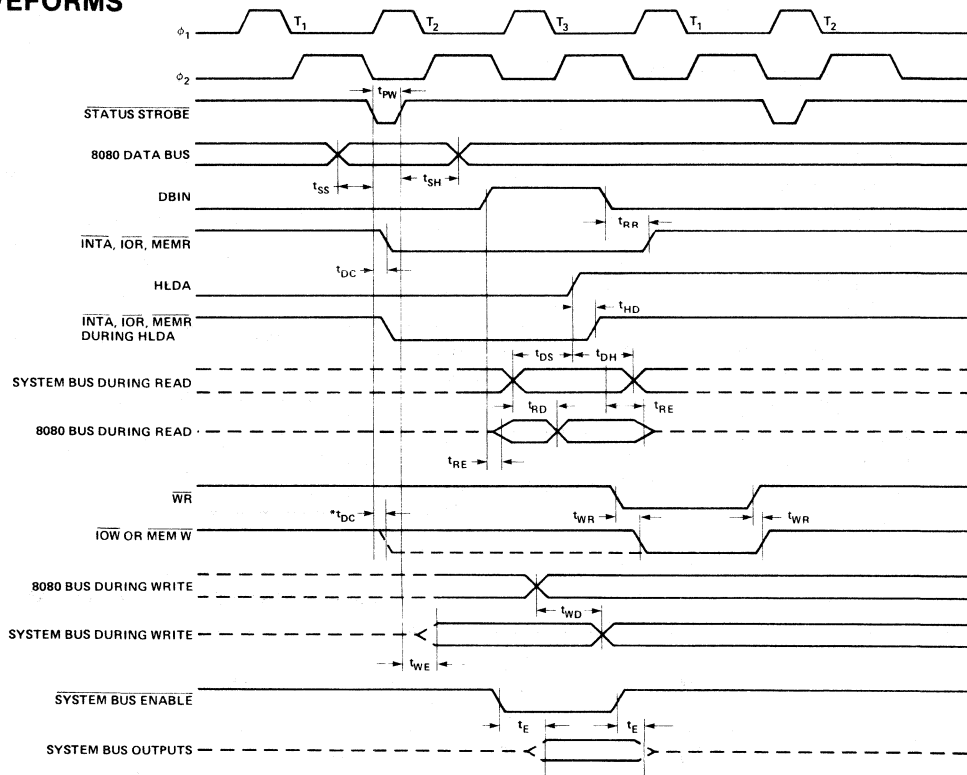 VEFORMS
ϕ1 T1 T2 T3 T1 T2
ϕ2
tPW
STATUS STROBE
8080 DATA BUS
tSS tSH
DBIN
tRR
INTA, IOR, MEMR
tDC
HLDA
tHD
INTA, IOR, MEMR
DURING HLDA
tDS tDH
SYSTEM BUS DURING READ
tRD tRE
8080 BUS DURING READ
tRE
WR
*tDC tWR tWR
IOW OR MEM W
8080 BUS DURING WRITE
tWD
SYSTEM BUS DURING WRITE
tWE
SYSTEM BUS ENABLE
tE tE
SYSTEM BUS OUTPUTS